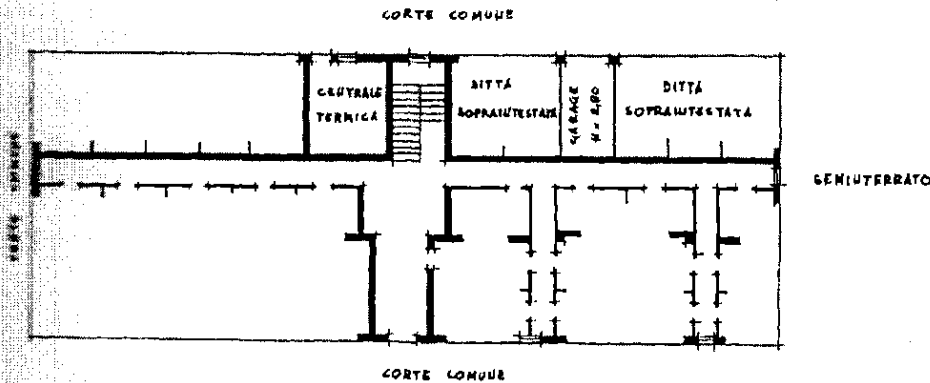 CORTE COMUNE
CENTRALE
TERMICA
DITTA
SOPRAINTESTATA
GARAGE
H = 2,80
DITTA
SOPRAINTESTATA
SEMINTERRATO
CORTE COMUNE